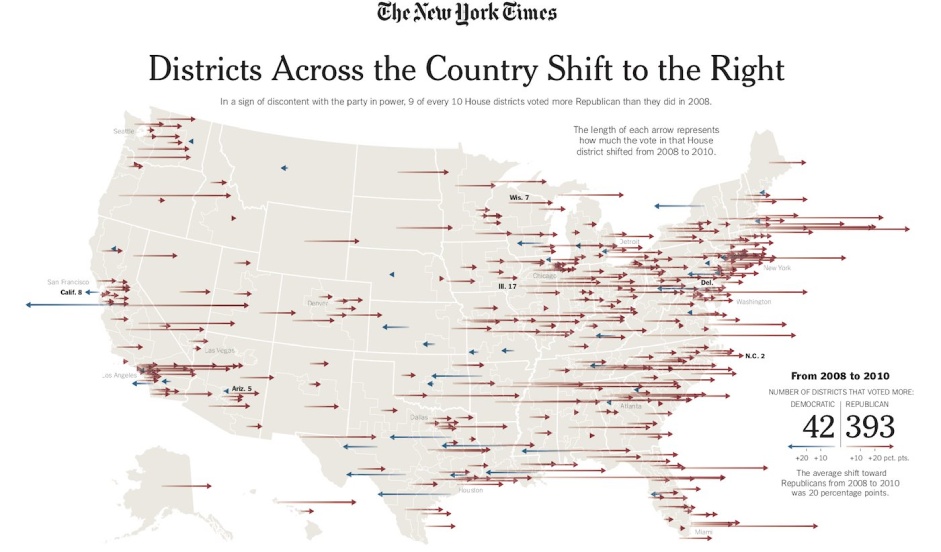 The New York Times
Districts Across the Country Shift to the Right
In a sign of discontent with the party in power, 9 of every 10 House districts voted more Republican than they did in 2008.
The length of each arrow represents
how much the vote in that House
district shifted from 2008 to 2010.
Seattle
Wis. 7
Detroit
Chicago
New York
San Francisco
Calif. 8
Ill. 17
Del.
Denver
Washington
Las Vegas
N.C. 2
Los Angeles
Ariz. 5
Atlanta
Dallas
Houston
Miami
From 2008 to 2010
NUMBER OF DISTRICTS THAT VOTED MORE:
DEMOCRATIC REPUBLICAN
42 393
+20 +10 +10 +20 pct. pts.
The average shift toward
Republicans from 2008 to 2010
was 20 percentage points.